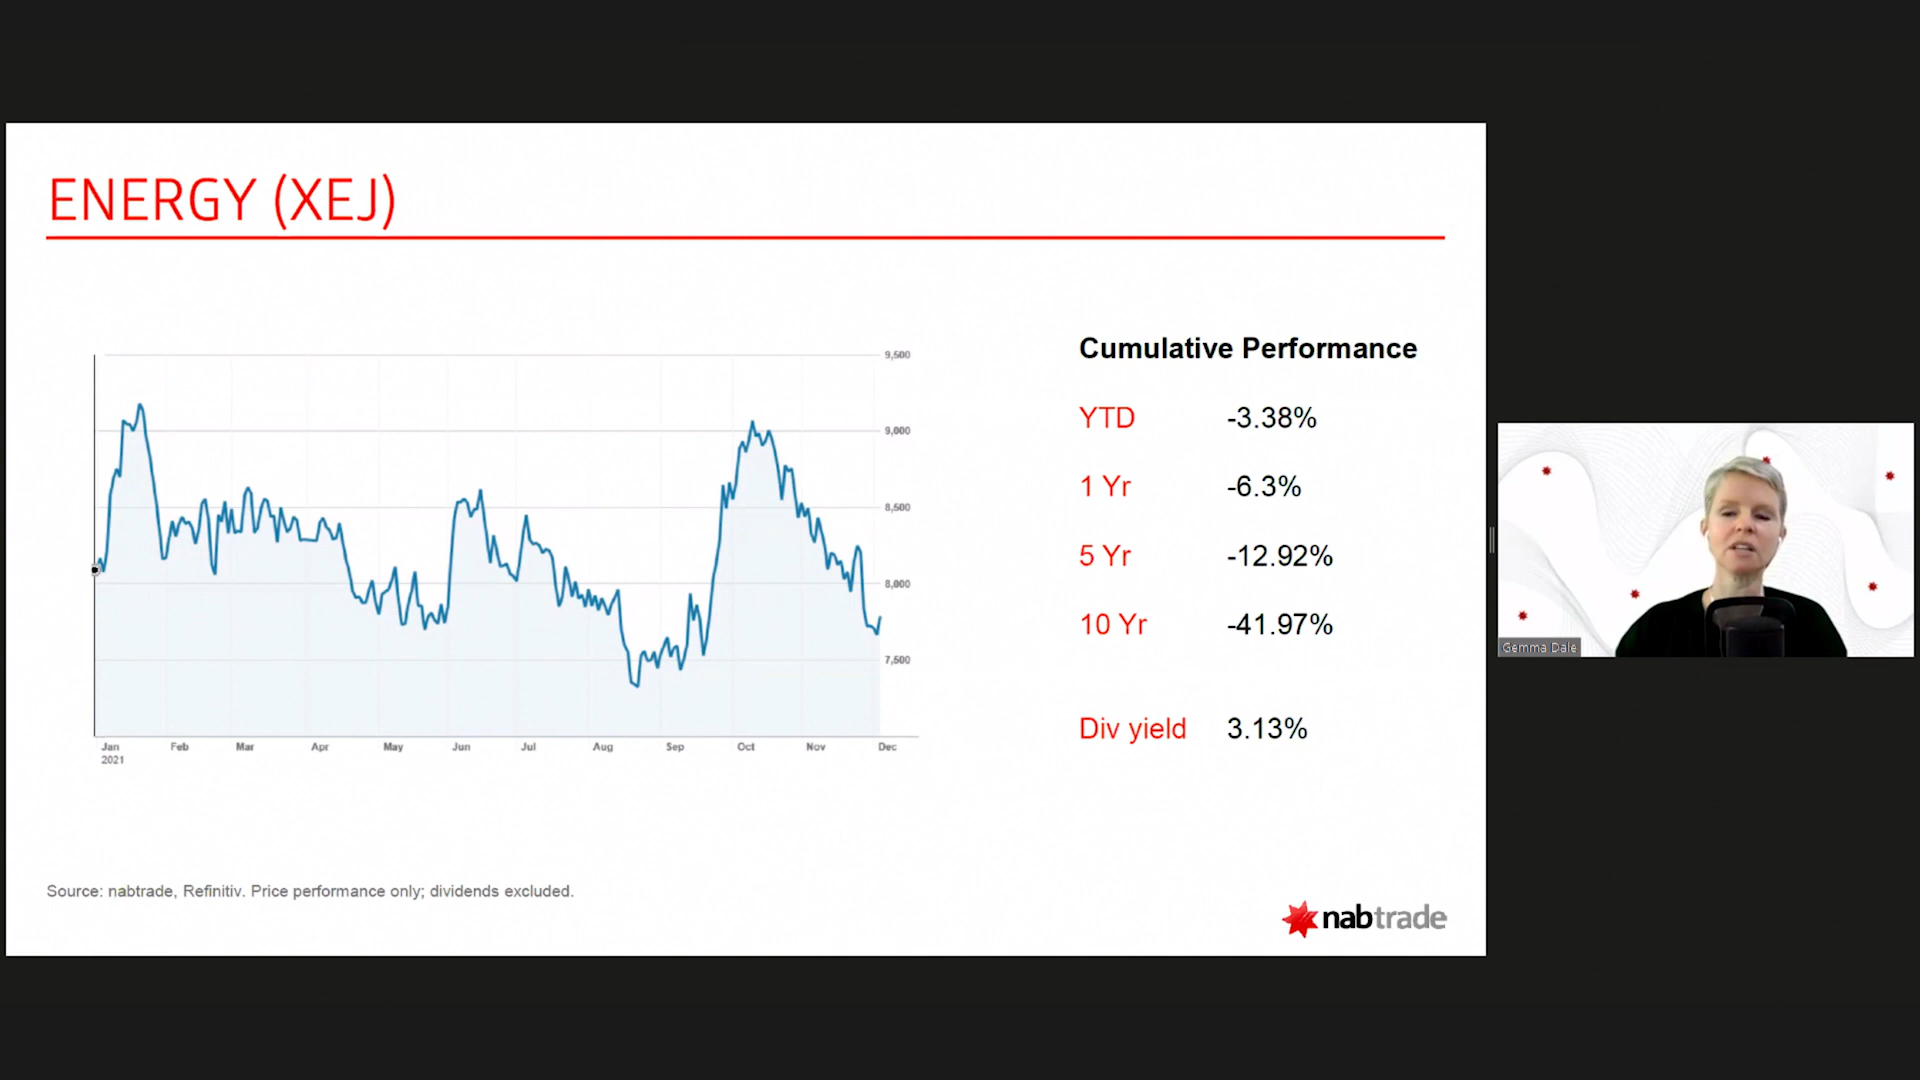 ENERGY (XEJ)
9,500
9,000
8,500
8,000
7,500
Jan Feb Mar Apr May Jun Jul Aug Sep Oct Nov Dec
2021
Cumulative Performance
YTD -3.38%
1 Yr -6.3%
5 Yr -12.92%
10 Yr -41.97%
Div yield 3.13%
Source: nabtrade, Refinitiv. Price performance only; dividends excluded.
nabtrade
Gemma Dale